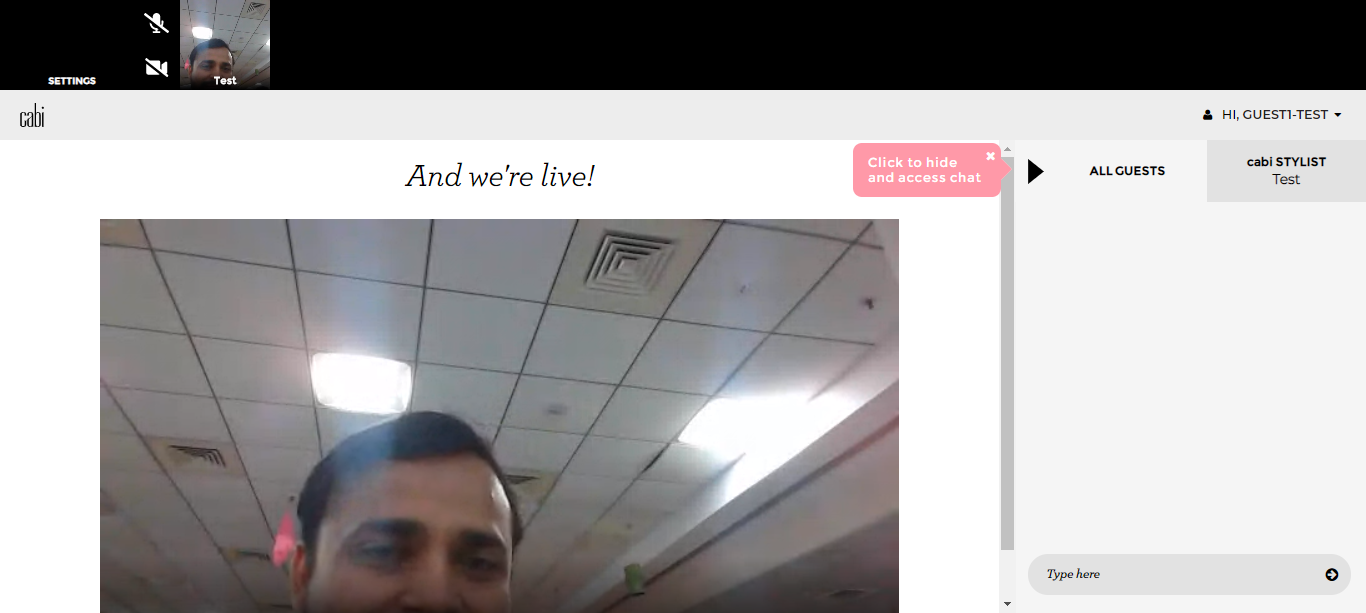 SETTINGS
Test
cabi
HI, GUEST1-TEST
And we're live!
Click to hide
and access chat
ALL GUESTS
cabi STYLIST
Test
Type here